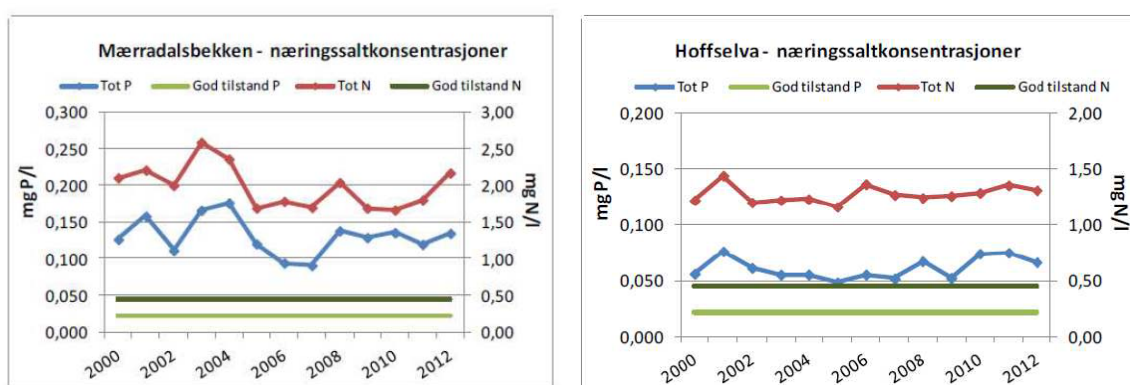 Mærradalsbekken - næringssaltkonsentrasjoner
Tot P God tilstand P Tot N God tilstand N
0,300 3,00
0,250 2,50
0,200 2,00
0,150 1,50
0,100 1,00
0,050 0,50
0,000 0,00
mg P/l
mg N/l
2000 2002 2004 2006 2008 2010 2012
Hoffselva - næringssaltkonsentrasjoner
Tot P God tilstand P Tot N God tilstand N
0,200 2,00
0,150 1,50
0,100 1,00
0,050 0,50
0,000 0,00
mg P/l
mg N/l
2000 2002 2004 2006 2008 2010 2012